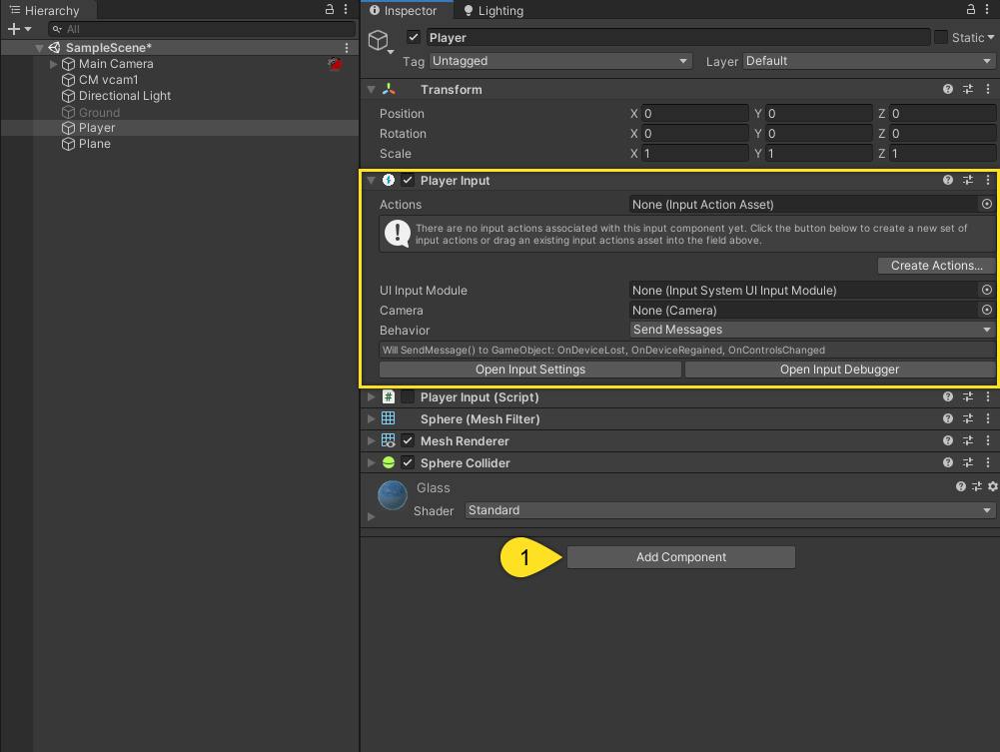 Hierarchy
All
SampleScene*
Main Camera
CM vcam1
Directional Light
Ground
Player
Plane
Inspector
Lighting
Player
Static
Tag Untagged
Layer Default
Transform
Position X 0 Y 0 Z 0
Rotation X 0 Y 0 Z 0
Scale X 1 Y 1 Z 1
Player Input
Actions None (Input Action Asset)
There are no input actions associated with this input component yet. Click the button below to create a new set of
input actions or drag an existing input actions asset into the field above.
Create Actions...
UI Input Module None (Input System UI Input Module)
Camera None (Camera)
Behavior Send Messages
Will SendMessage() to GameObject: OnDeviceLost, OnDeviceRegained, OnControlsChanged
Open Input Settings Open Input Debugger
# Player Input (Script)
Sphere (Mesh Filter)
Mesh Renderer
Sphere Collider
Glass
Shader Standard
1 Add Component